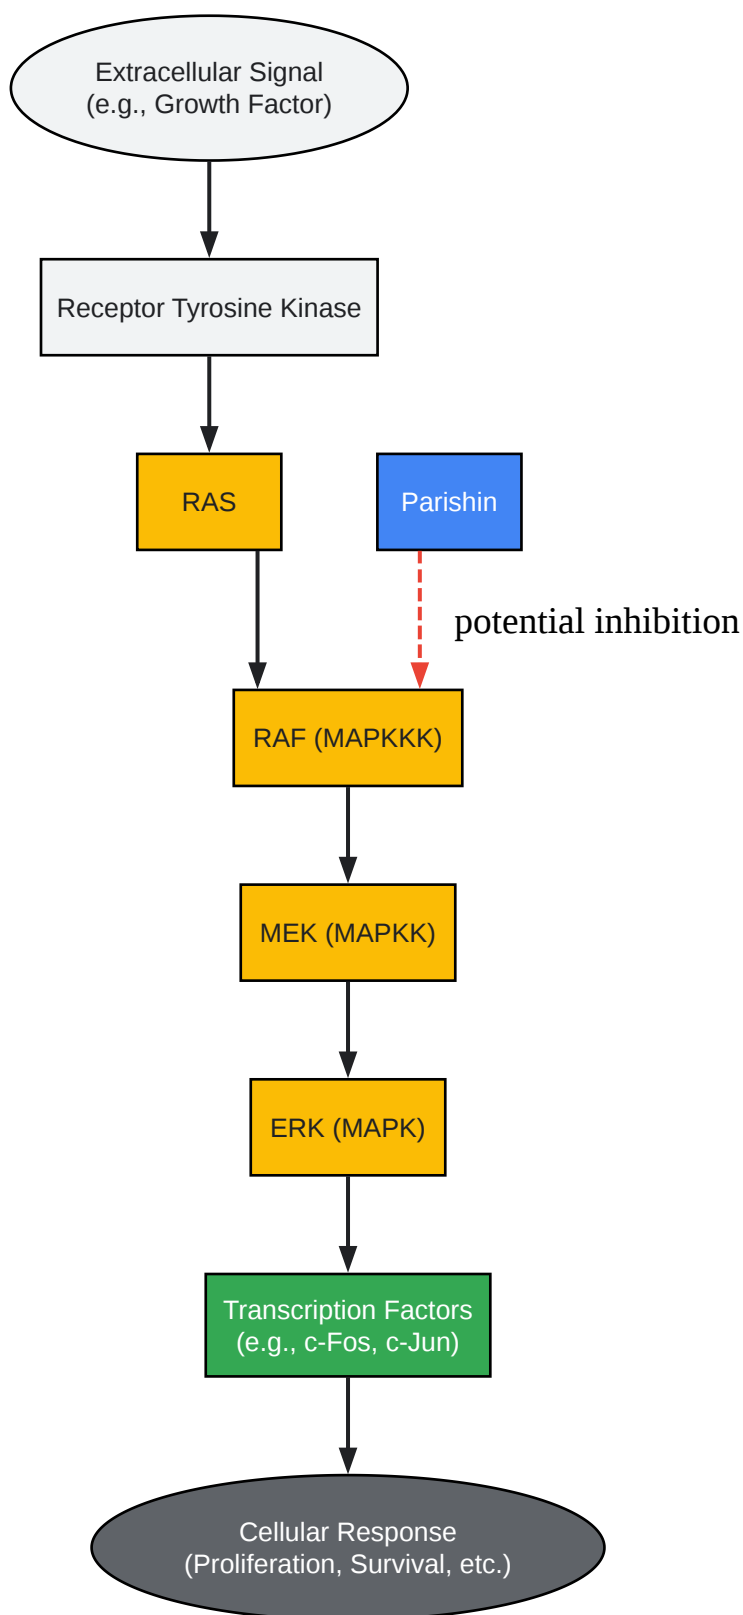 Extracellular Signal
(e.g., Growth Factor)
Receptor Tyrosine Kinase
RAS
Parishin
potential inhibition
RAF (MAPKKK)
MEK (MAPKK)
ERK (MAPK)
Transcription Factors
(e.g., c-Fos, c-Jun)
Cellular Response
(Proliferation, Survival, etc.)